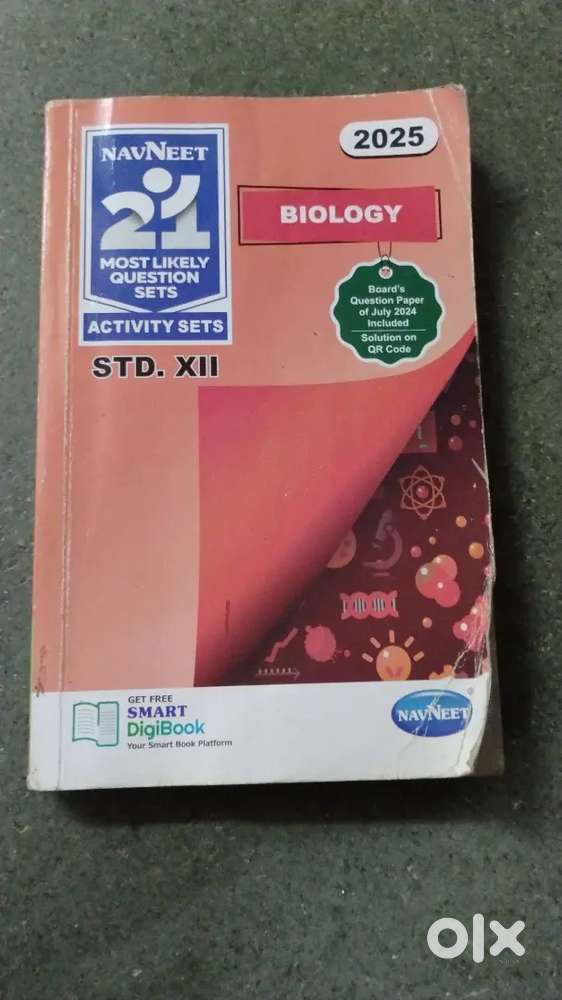 NAVNEET
21
MOST LIKELY
QUESTION
SETS
ACTIVITY SETS
STD. XII
2025
BIOLOGY
Board's
Question Paper
of July 2024
Included
Solution on
QR Code
GET FREE
SMART
DigiBook
Your Smart Book Platform
NAVNEET
olx